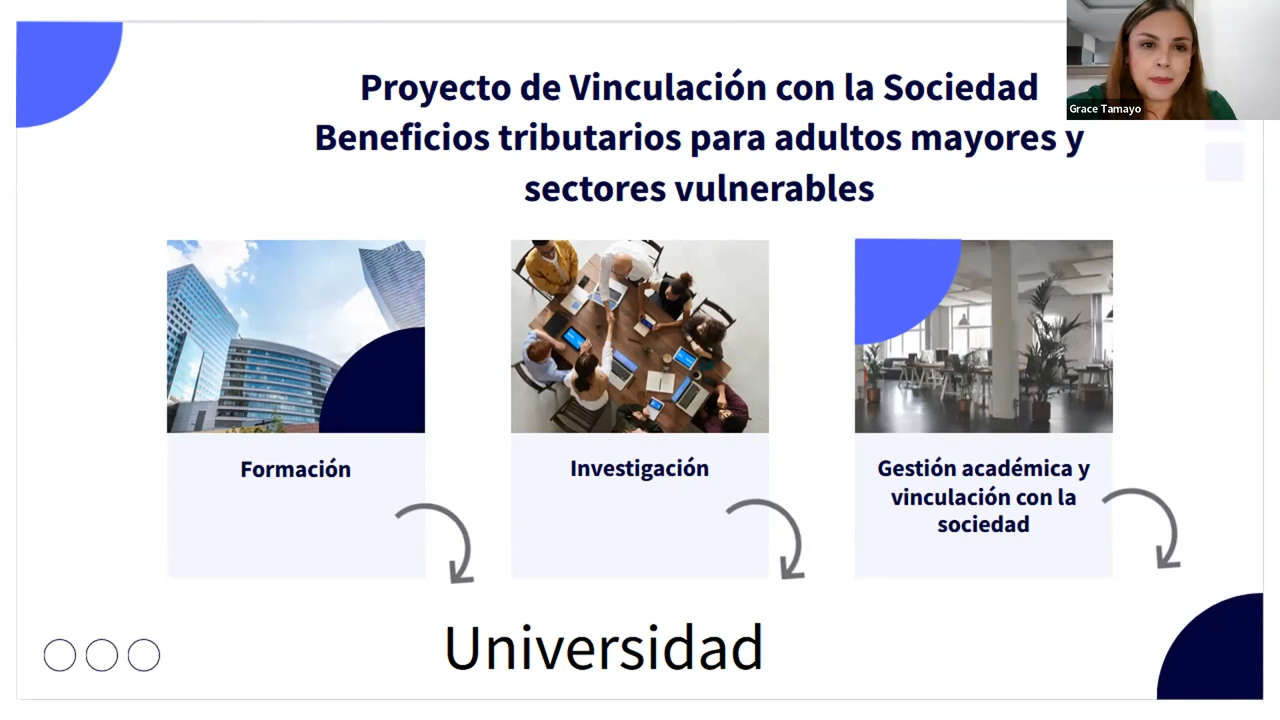 Proyecto de Vinculación con la Sociedad
Beneficios tributarios para adultos mayores y
sectores vulnerables
Grace Tamayo
Formación
Investigación
Gestión académica y
vinculación con la
sociedad
Universidad